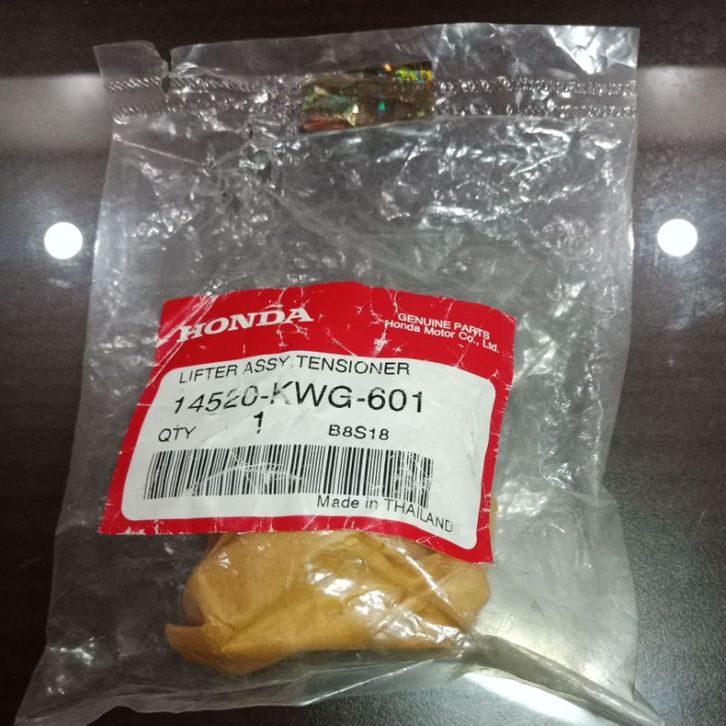 HONDA
GENUINE PARTS
Honda Motor Co., Ltd.
LIFTER ASSY,TENSIONER
14520-KWG-601
QTY 1 B8S18
Made in THAILAND